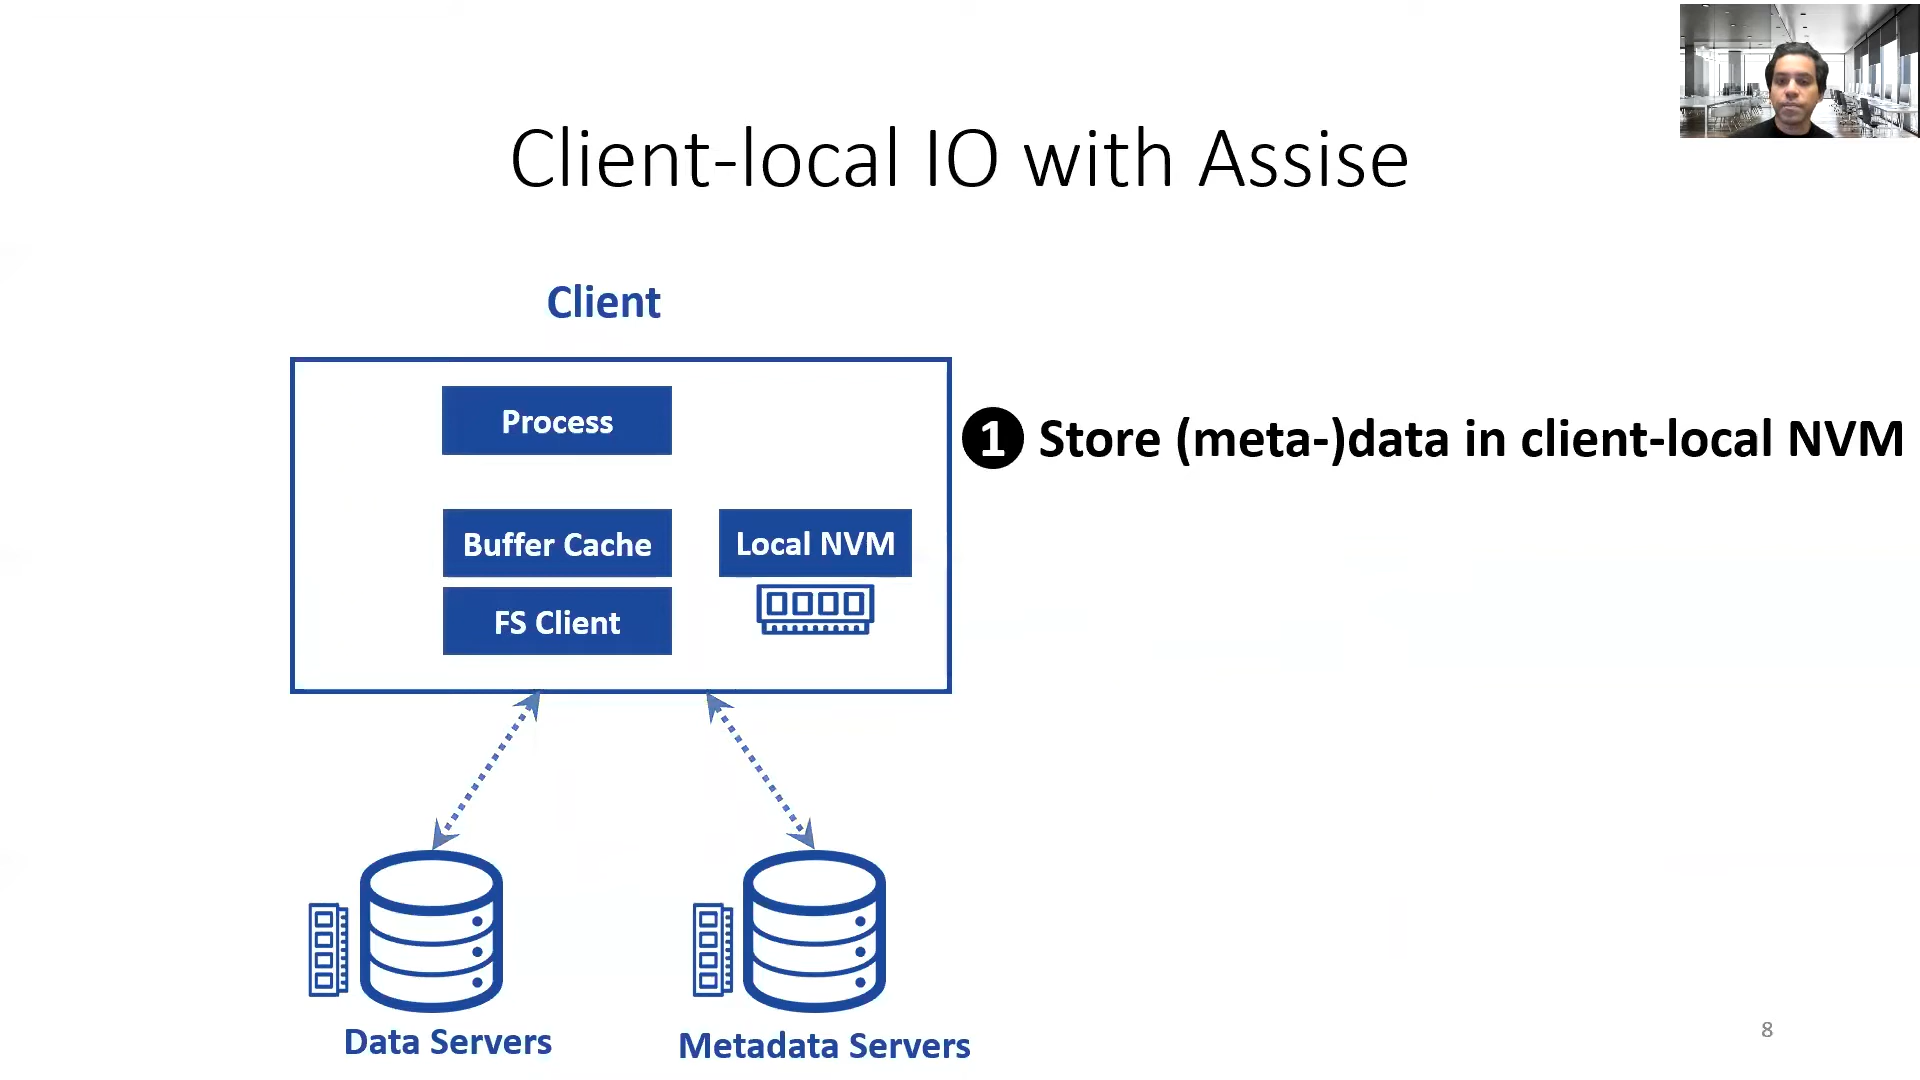 Client-local IO with Assise
Client
Process
❶ Store (meta-)data in client-local NVM
Buffer Cache
Local NVM
FS Client
Data Servers
Metadata Servers
8